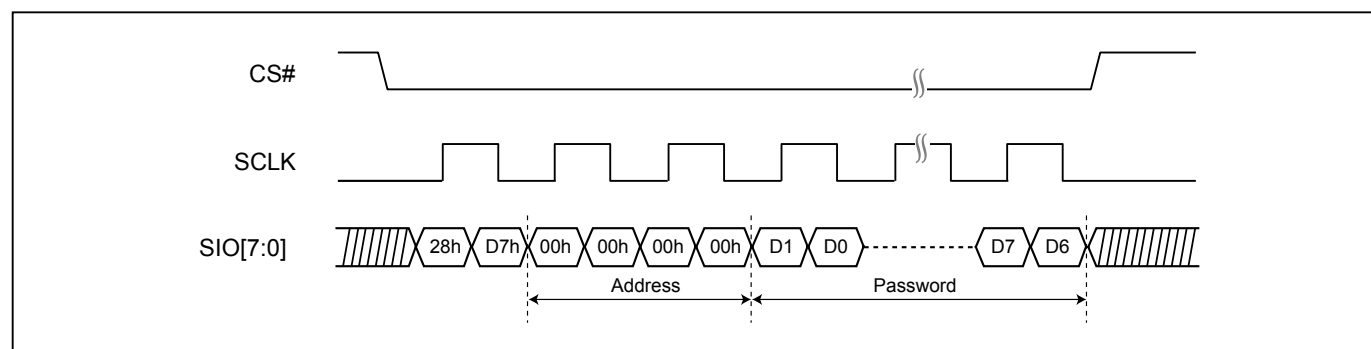 CS#
SCLK
SIO[7:0] 28h D7h 00h 00h 00h 00h D1 D0 D7 D6
Address Password